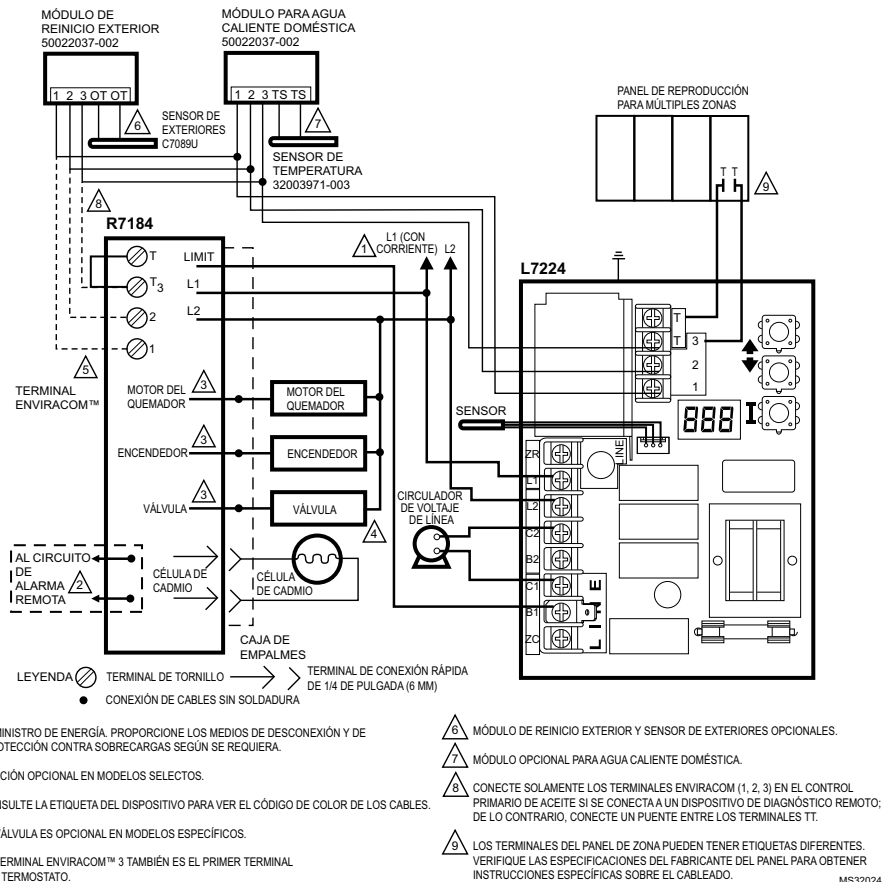 MÓDULO DE
REINICIO EXTERIOR
50022037-002
MÓDULO PARA AGUA
CALIENTE DOMÉSTICA
50022037-002
1 2 3 OT OT
1 2 3 TS TS
6
SENSOR DE
EXTERIORES
C7089U
7
SENSOR DE
TEMPERATURA
32003971-003
PANEL DE REPRODUCCIÓN
PARA MÚLTIPLES ZONAS
T T
9
8
R7184
1
L1 (CON
CORRIENTE)
L2
L7224
T
T3
2
1
LIMIT
L1
L2
5
TERMINAL
ENVIRACOM™
MOTOR DEL
QUEMADOR
3
MOTOR DEL
QUEMADOR
ENCENDEDOR
3
ENCENDEDOR
VÁLVULA
3
VÁLVULA
4
T
T
3
2
1
SENSOR
LINE
ZR
L1
L2
C2
B2
C1
B1
ZC
LINE
888
CIRCULADOR
DE VOLTAJE
DE LÍNEA
AL CIRCUITO
DE
ALARMA
REMOTA
2
CÉLULA DE
CADMIO
CÉLULA
DE CADMIO
CAJA DE
EMPALMES
LEYENDA
TERMINAL DE TORNILLO
TERMINAL DE CONEXIÓN RÁPIDA
DE 1/4 DE PULGADA (6 MM)
CONEXIÓN DE CABLES SIN SOLDADURA
MINISTRO DE ENERGÍA. PROPORCIONE LOS MEDIOS DE DESCONEXIÓN Y DE
OTECCIÓN CONTRA SOBRECARGAS SEGÚN SE REQUIERA.
CIÓN OPCIONAL EN MODELOS SELECTOS.
NSULTE LA ETIQUETA DEL DISPOSITIVO PARA VER EL CÓDIGO DE COLOR DE LOS CABLES.
ÁLVULA ES OPCIONAL EN MODELOS ESPECÍFICOS.
ERMINAL ENVIRACOM™ 3 TAMBIÉN ES EL PRIMER TERMINAL
TERMOSTATO.
6 MÓDULO DE REINICIO EXTERIOR Y SENSOR DE EXTERIORES OPCIONALES.
7 MÓDULO OPCIONAL PARA AGUA CALIENTE DOMÉSTICA.
8 CONECTE SOLAMENTE LOS TERMINALES ENVIRACOM (1, 2, 3) EN EL CONTROL
PRIMARIO DE ACEITE SI SE CONECTA A UN DISPOSITIVO DE DIAGNÓSTICO REMOTO;
DE LO CONTRARIO, CONECTE UN PUENTE ENTRE LOS TERMINALES TT.
9 LOS TERMINALES DEL PANEL DE ZONA PUEDEN TENER ETIQUETAS DIFERENTES.
VERIFIQUE LAS ESPECIFICACIONES DEL FABRICANTE DEL PANEL PARA OBTENER
INSTRUCCIONES ESPECÍFICAS SOBRE EL CABLEADO.
MS32024